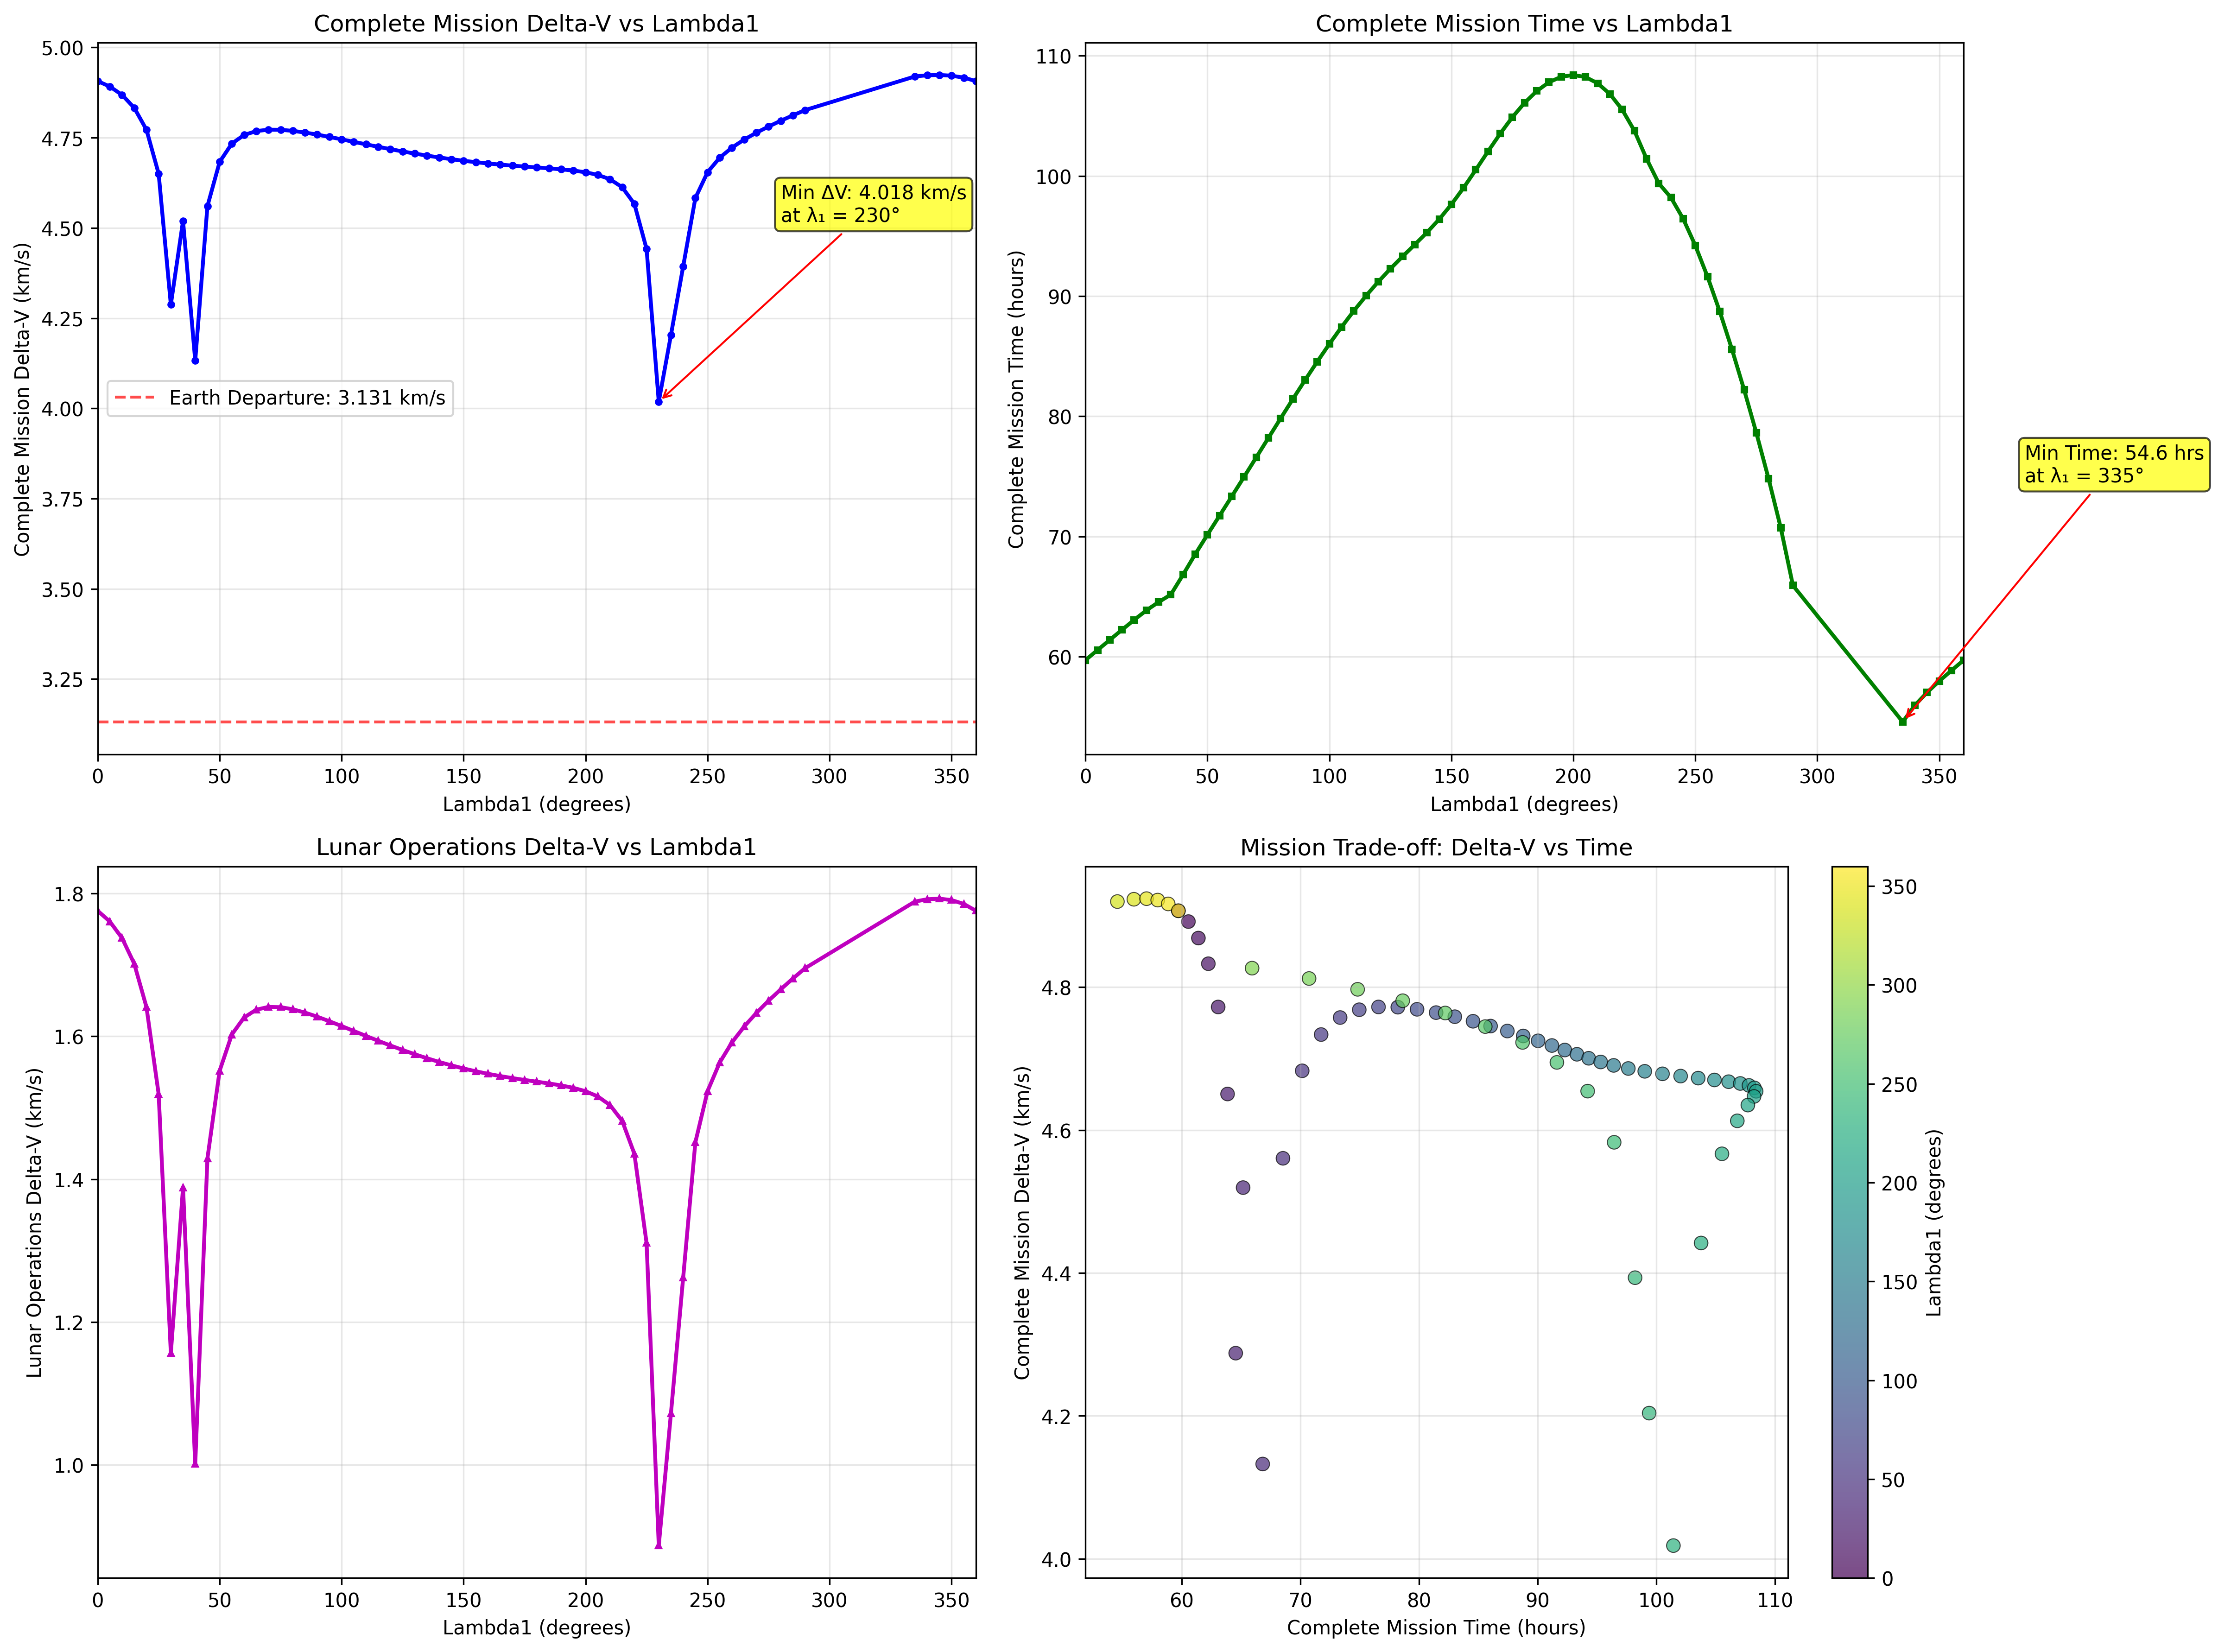 Complete Mission Delta-V vs Lambda1
Complete Mission Delta-V (km/s)
5.00
4.75
4.50
4.25
4.00
3.75
3.50
3.25
Min ΔV: 4.018 km/s
at λ₁ = 230°
Earth Departure: 3.131 km/s
0 50 100 150 200 250 300 350
Lambda1 (degrees)
Complete Mission Time vs Lambda1
Complete Mission Time (hours)
110
100
90
80
70
60
Min Time: 54.6 hrs
at λ₁ = 335°
0 50 100 150 200 250 300 350
Lambda1 (degrees)
Lunar Operations Delta-V vs Lambda1
Lunar Operations Delta-V (km/s)
1.8
1.6
1.4
1.2
1.0
0 50 100 150 200 250 300 350
Lambda1 (degrees)
Mission Trade-off: Delta-V vs Time
Complete Mission Delta-V (km/s)
4.8
4.6
4.4
4.2
4.0
60 70 80 90 100 110
Complete Mission Time (hours)
350
300
250
200
150
100
50
0
Lambda1 (degrees)